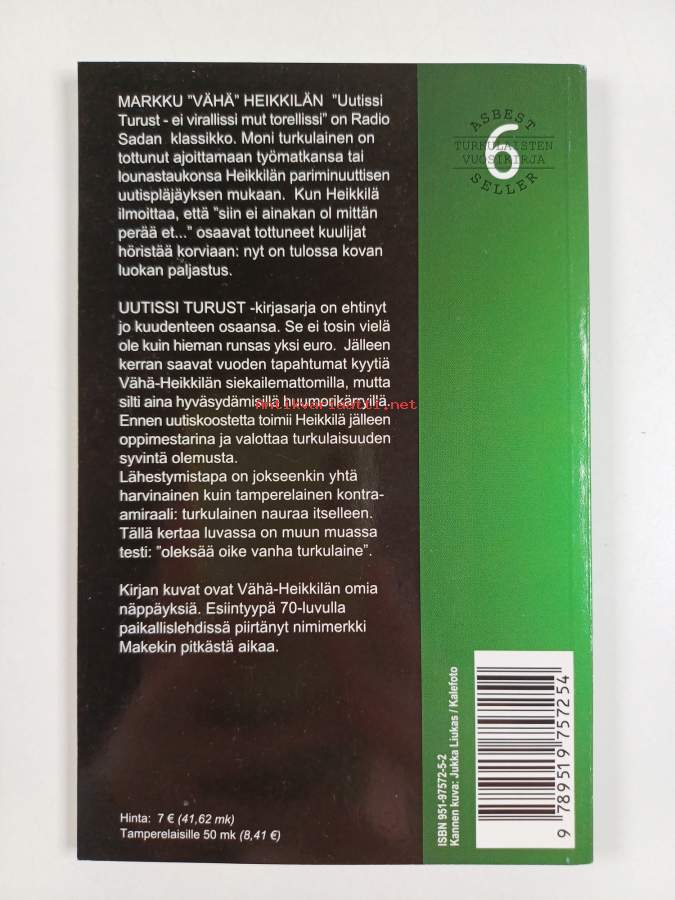 MARKKU "VÄHÄ" HEIKKILÄN "Uutissi
Turust - ei virallissi mut torellissi" on Radio
Sadan klassikko. Moni turkulainen on
tottunut ajoittamaan työmatkansa tai
lounastaukonsa Heikkilän pariminuuttisen
uutispläjäyksen mukaan. Kun Heikkilä
ilmoittaa, että "siin ei ainakan ol mittän
perää et..." osaavat tottuneet kuulijat
höristää korviaan: nyt on tulossa kovan
luokan paljastus.
UUTISSI TURUST -kirjasarja on ehtinyt
jo kuudenteen osaansa. Se ei tosin vielä
ole kuin hieman runsas yksi euro. Jälleen
kerran saavat vuoden tapahtumat kyytiä
Vähä-Heikkilän siekailemattomilla, mutta
silti aina hyväsydämisillä huumorikärryillä.
Ennen uutiskoostetta toimii Heikkilä jälleen
oppimestarina ja valottaa turkulaisuuden
syvintä olemusta.
Lähestymistapa on jokseenkin yhtä
harvinainen kuin tamperelainen kontra-
amiraali: turkulainen nauraa itselleen.
Tällä kertaa luvassa on muun muassa
testi: "oleksää oike vanha turkulaine".
Kirjan kuvat ovat Vähä-Heikkilän omia
näppäyksiä. Esiintyypä 70-luvulla
paikallislehdissä piirtänyt nimimerkki
Makekin pitkästä aikaa.
Hinta: 7 € (41,62 mk)
Tamperelaisille 50 mk (8,41 €)
ASBEST
TURKULAISTEN
6
VUOSIKIRJA
SELLER
antikvariaatti.net
ISBN 951-97572-5-2
Kannen kuva: Jukka Liukas / Kalefoto
9 789519 757254